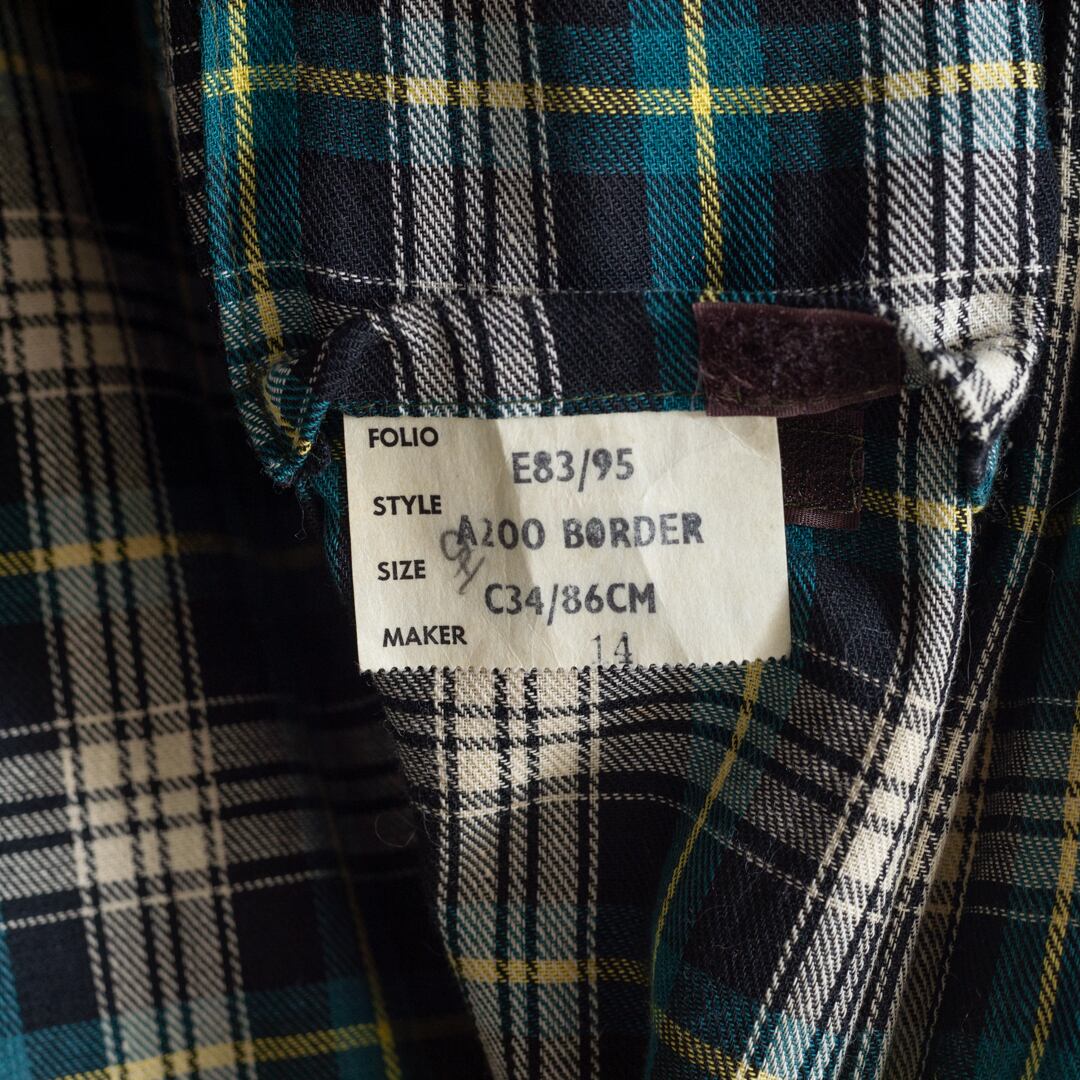 FOLIO E83/95
STYLE A200 BORDER
SIZE C34/86CM
MAKER 14